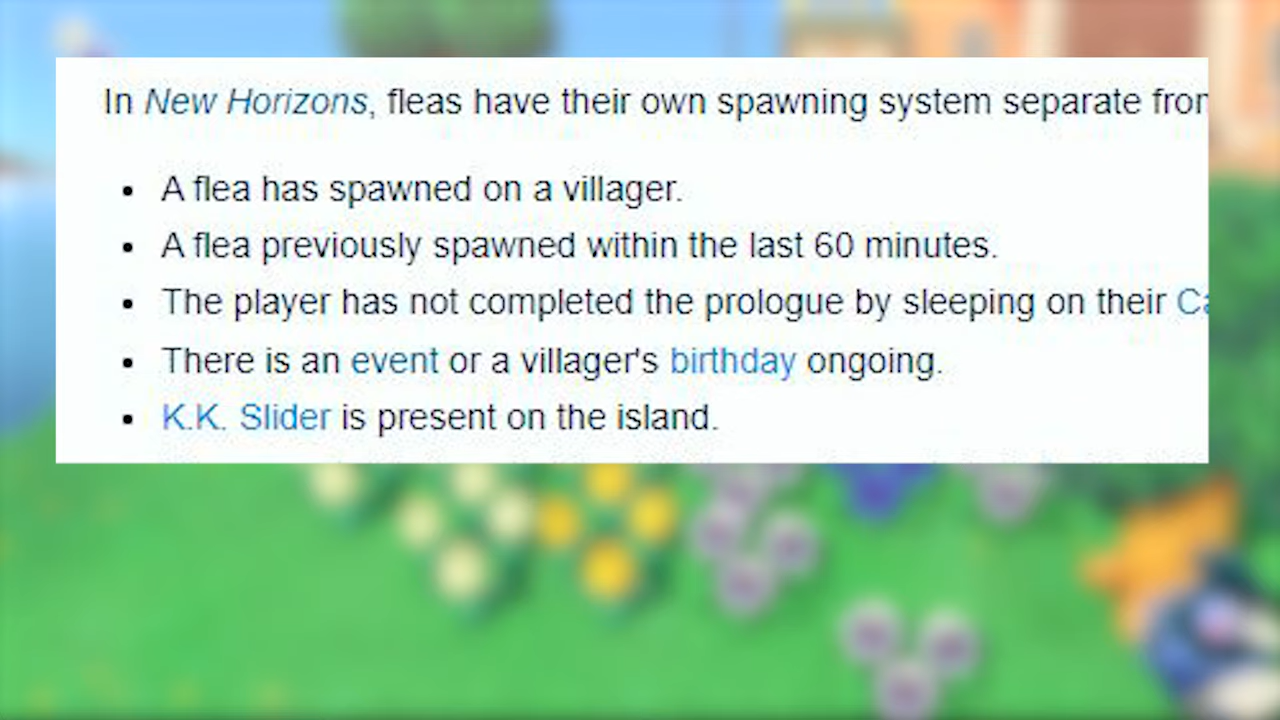 In New Horizons, fleas have their own spawning system separate
• A flea has spawned on a villager.
• A flea previously spawned within the last 60 minutes.
• The player has not completed the prologue by sleeping on their
• There is an event or a villager's birthday ongoing.
• K.K. Slider is present on the island.